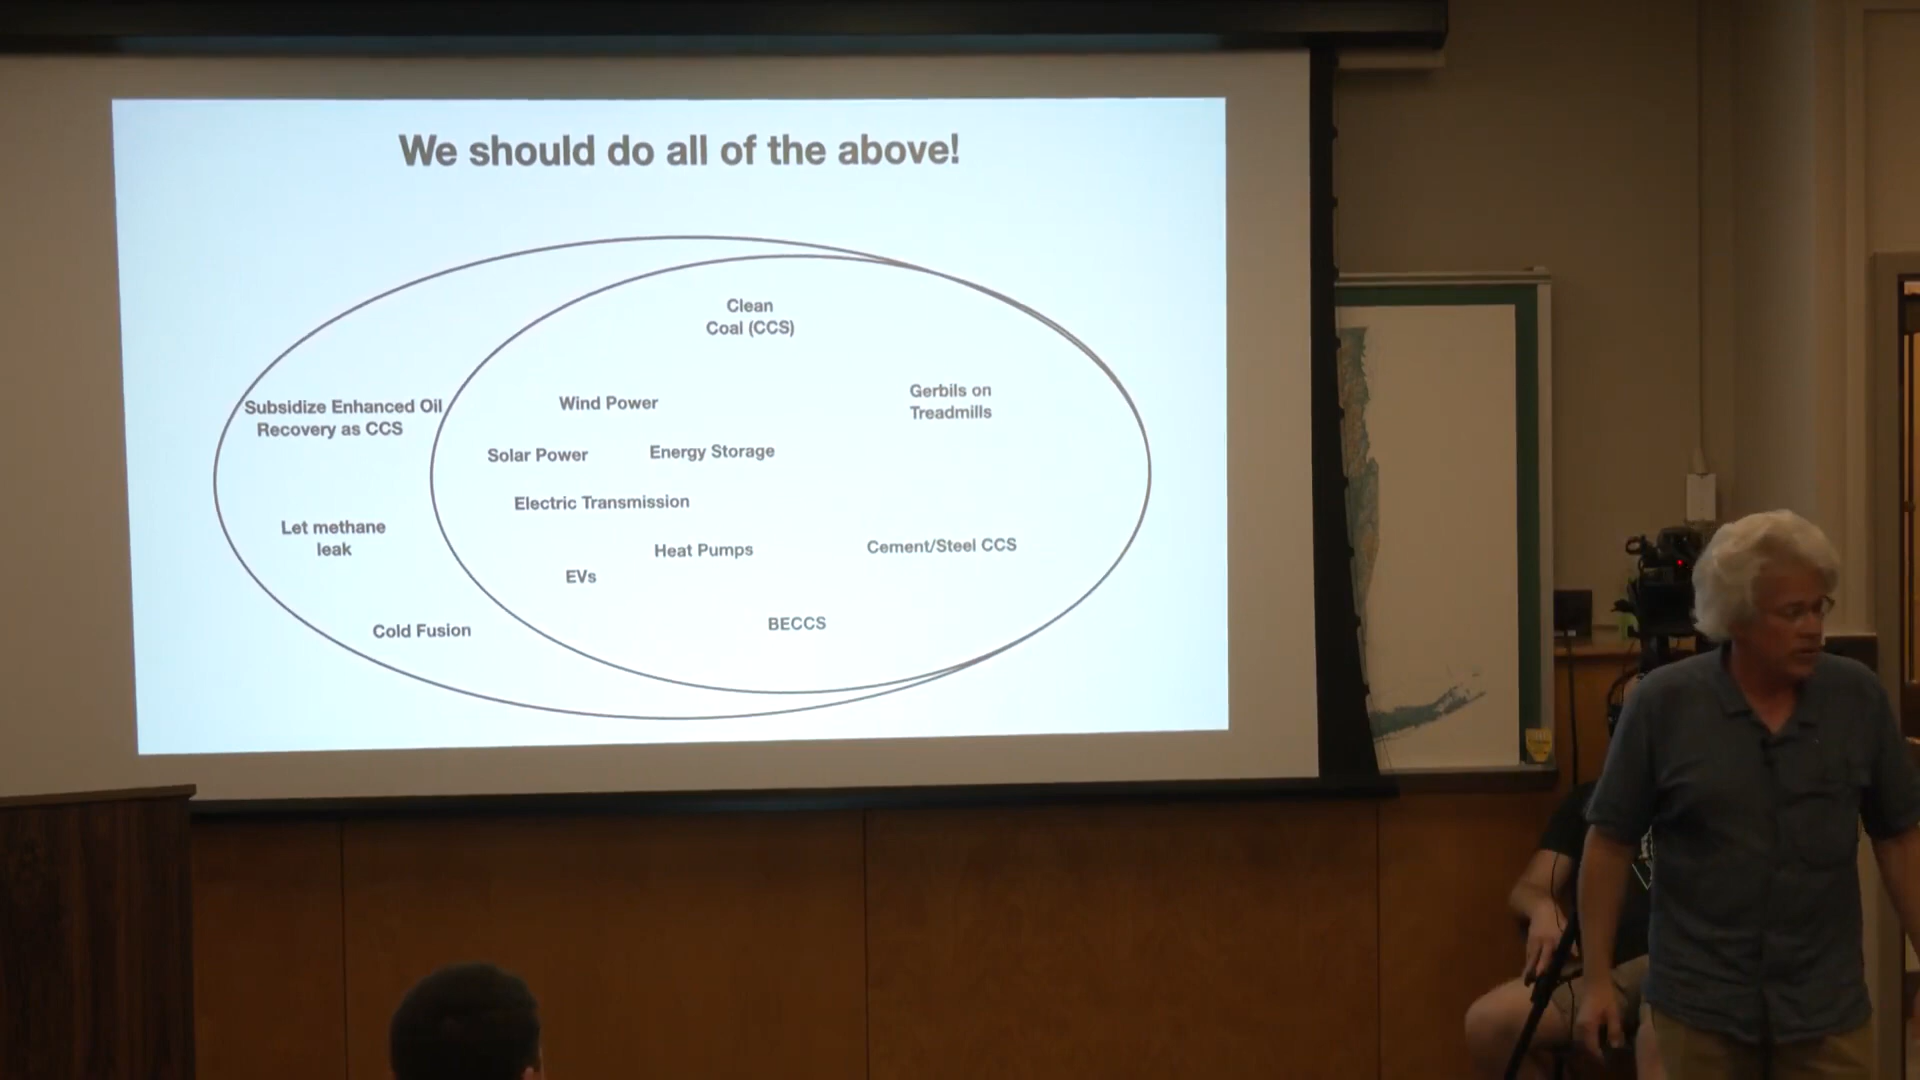 We should do all of the above!
Clean
Coal (CCS)
Gerbils on
Treadmills
Wind Power
Subsidize Enhanced Oil
Recovery as CCS
Solar Power
Energy Storage
Electric Transmission
Let methane
leak
Heat Pumps
Cement/Steel CCS
EVs
Cold Fusion
BECCS